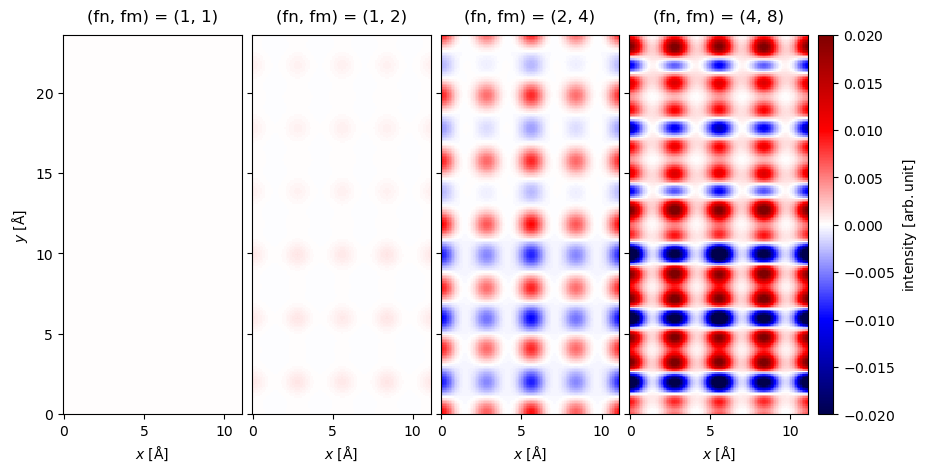 (fn, fm) = (1, 1) (fn, fm) = (1, 2) (fn, fm) = (2, 4) (fn, fm) = (4, 8)
0.020
0.015
0.010
0.005
0.000
−0.005
−0.010
−0.015
−0.020
intensity [arb. unit]
20
15
10
5
0
y [Å]
0 5 10 0 5 10 0 5 10 0 5 10
x [Å] x [Å] x [Å] x [Å]